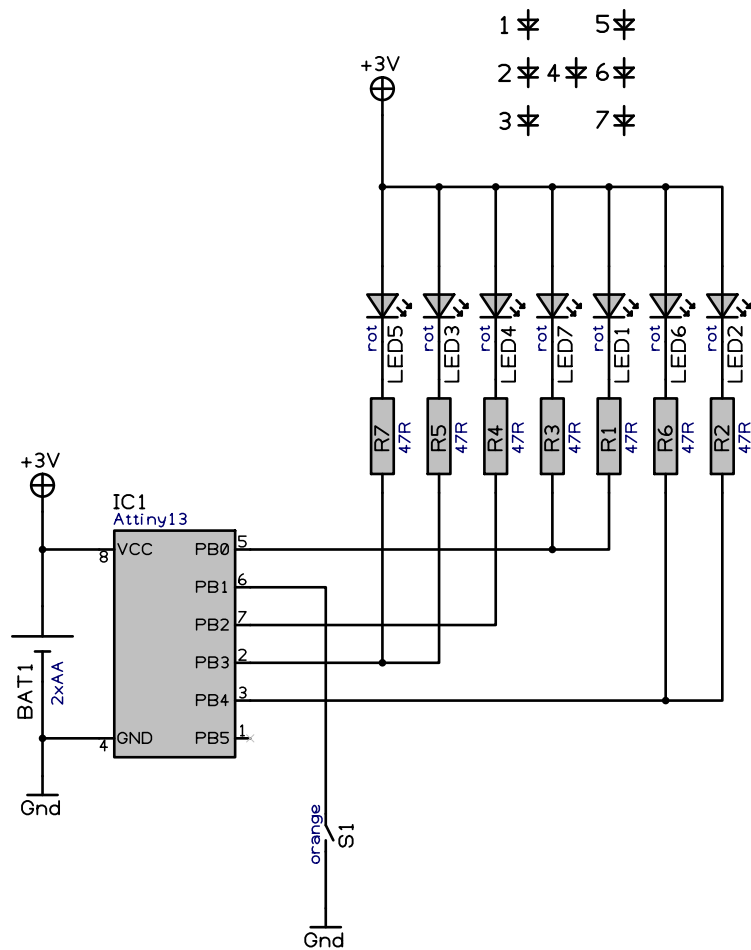 1 5
2 4 6
3 7
+3V
rot LED5
rot LED3
rot LED4
rot LED7
rot LED1
rot LED6
rot LED2
R7 47R
R5 47R
R4 47R
R3 47R
R1 47R
R6 47R
R2 47R
+3V
IC1
Attiny13
8 VCC PB0 5
PB1 6
PB2 7
PB3 2
PB4 3
4 GND PB5 1
BAT1
2xAA
Gnd
orange
S1
Gnd